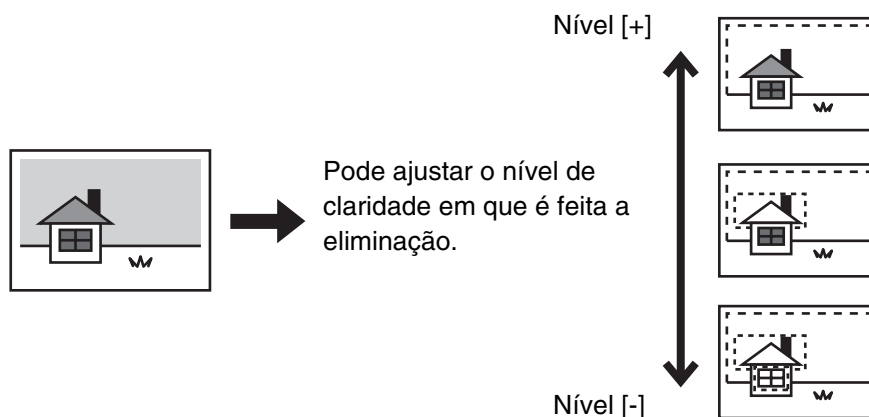 Nível [+]
Pode ajustar o nível de
claridade em que é feita a
eliminação.
Nível [-]